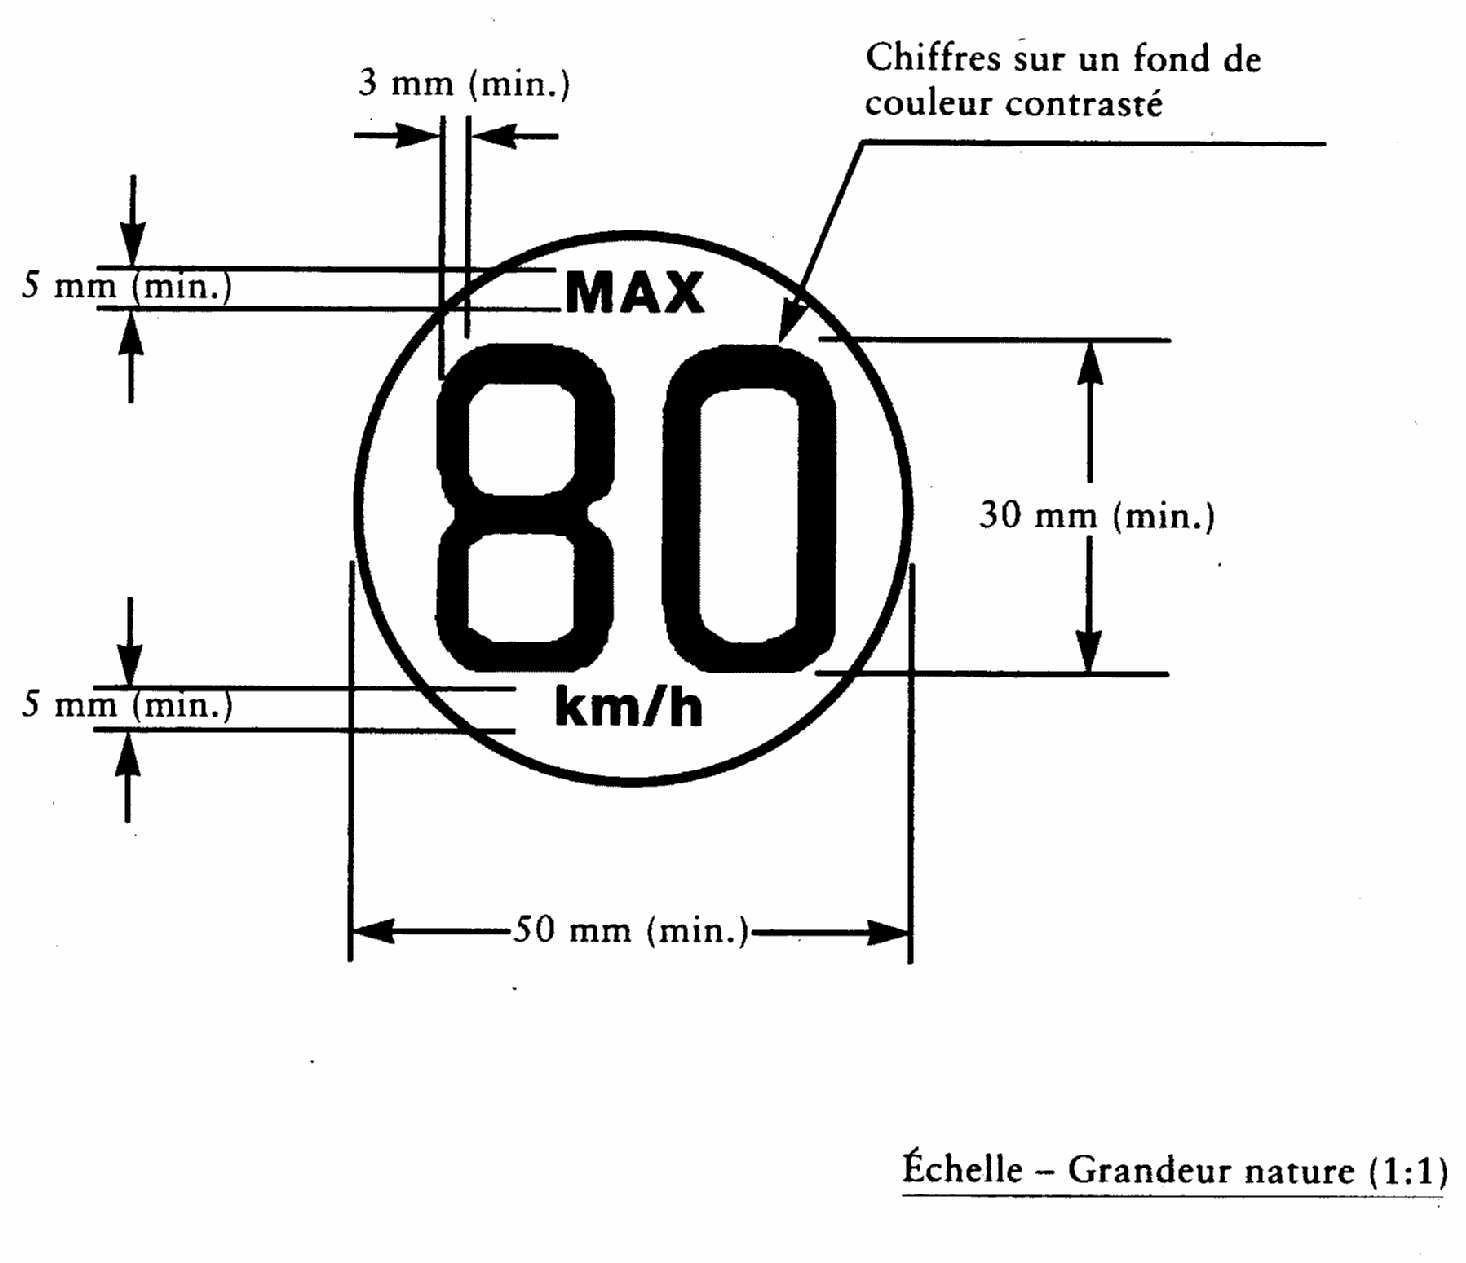 Chiffres sur un fond de
couleur contrasté
3 mm (min.)
5 mm (min.)
MAX
80
30 mm (min.)
5 mm (min.)
km/h
50 mm (min.)
Échelle – Grandeur nature (1:1)